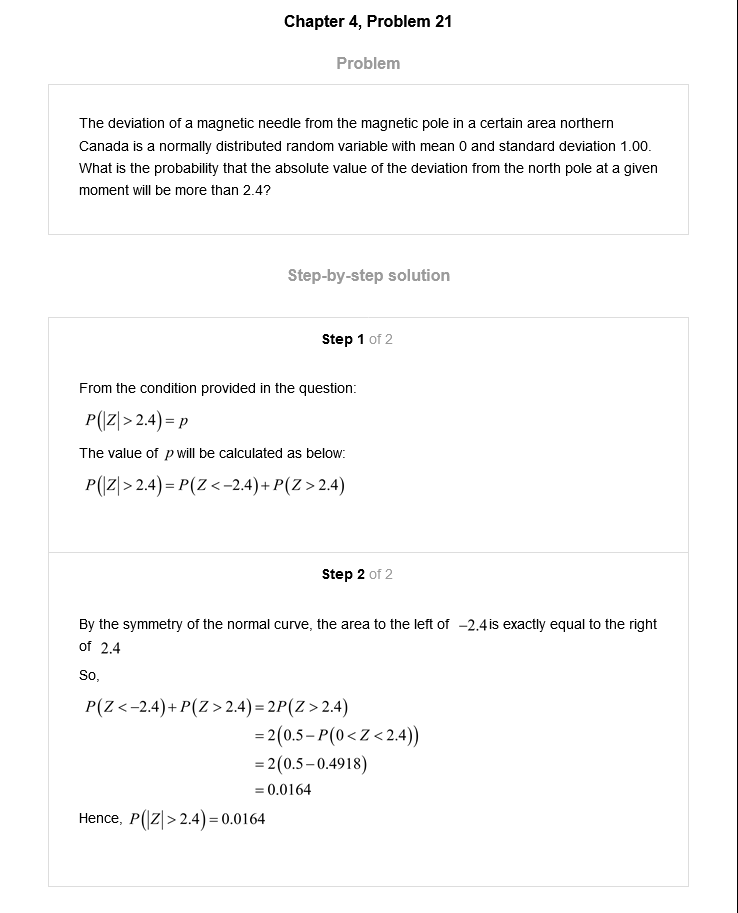 Chapter 4, Problem 21
Problem
The deviation of a magnetic needle from the magnetic pole in a certain area northern
Canada is a normally distributed random variable with mean 0 and standard deviation 1.00.
What is the probability that the absolute value of the deviation from the north pole at a given
moment will be more than 2.4?
Step-by-step solution
Step 1 of 2
From the condition provided in the question:
P(|Z| > 2.4) = p
The value of p will be calculated as below:
P(|Z| > 2.4) = P(Z < −2.4) + P(Z > 2.4)
Step 2 of 2
By the symmetry of the normal curve, the area to the left of −2.4 is exactly equal to the right
of 2.4
So,
P(Z < −2.4) + P(Z > 2.4) = 2P(Z > 2.4)
= 2(0.5 − P(0 < Z < 2.4))
= 2(0.5 − 0.4918)
= 0.0164
Hence, P(|Z| > 2.4) = 0.0164